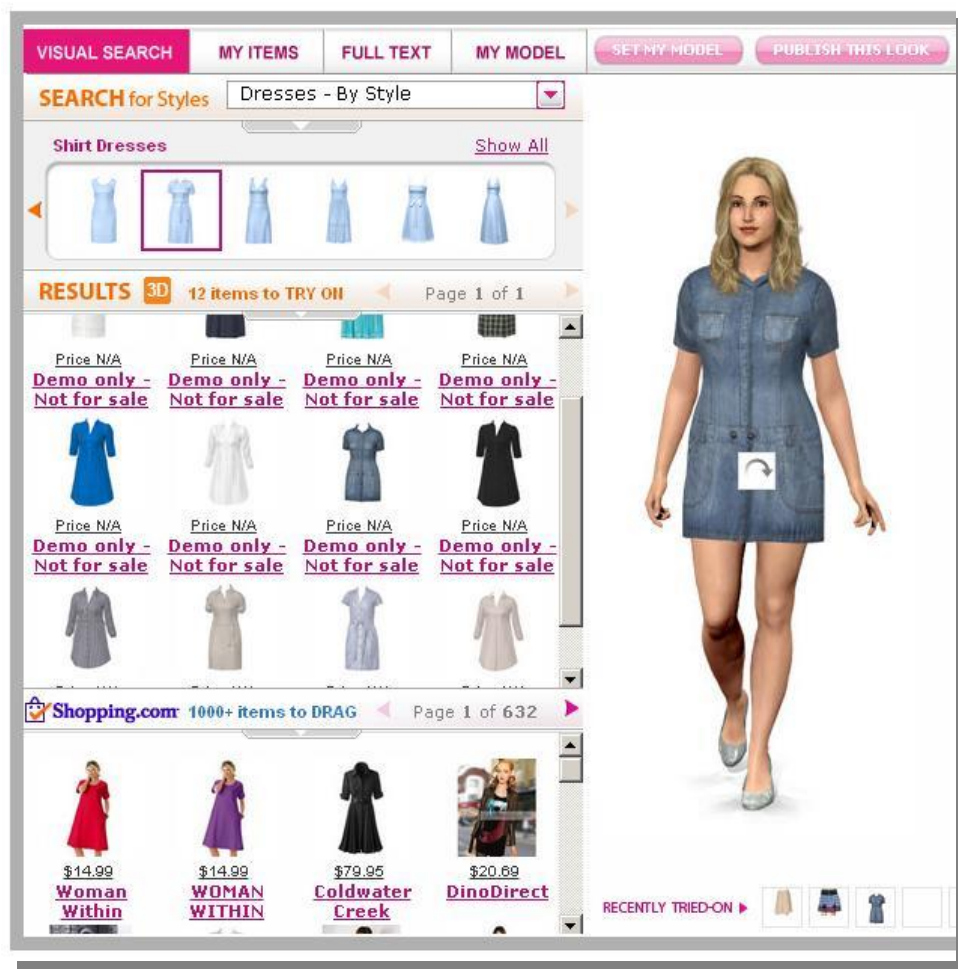 VISUAL SEARCH MY ITEMS FULL TEXT MY MODEL SET MY MODEL PUBLISH THIS LOOK
SEARCH for Styles Dresses - By Style
Shirt Dresses Show All
RESULTS 3D 12 items to TRY ON Page 1 of 1
Price N/A Price N/A Price N/A Price N/A
Demo only - Demo only - Demo only - Demo only -
Not for sale Not for sale Not for sale Not for sale
Price N/A Price N/A Price N/A Price N/A
Demo only - Demo only - Demo only - Demo only -
Not for sale Not for sale Not for sale Not for sale
Shopping.com 1000+ items to DRAG Page 1 of 632
$14.99 $14.99 $79.95 $20.69
Woman WOMAN Coldwater DinoDirect
Within WITHIN Creek
RECENTLY TRIED-ON